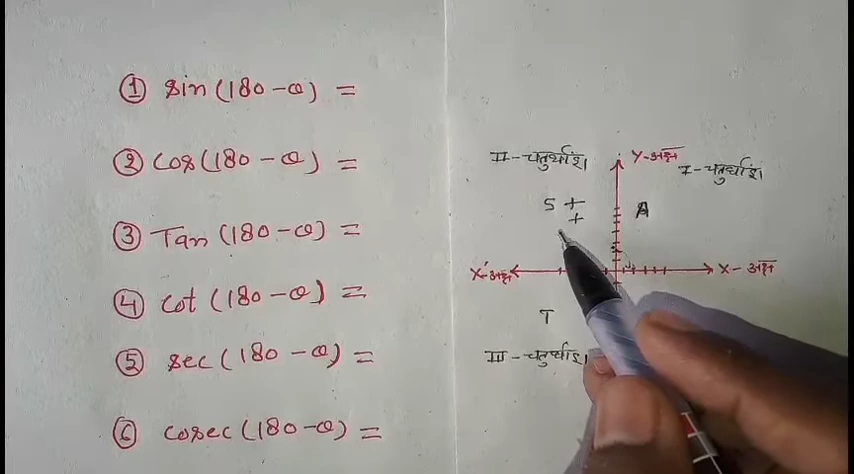 ① sin (180 - θ) =
② cos (180 - θ) =
③ Tan (180 - θ) =
④ cot (180 - θ) =
⑤ sec (180 - θ) =
⑥ cosec (180 - θ) =
Y-अक्ष
II - चतुर्थांश
I - चतुर्थांश
S + A
+
X'-अक्ष X - अक्ष
T
III - चतुर्थांश